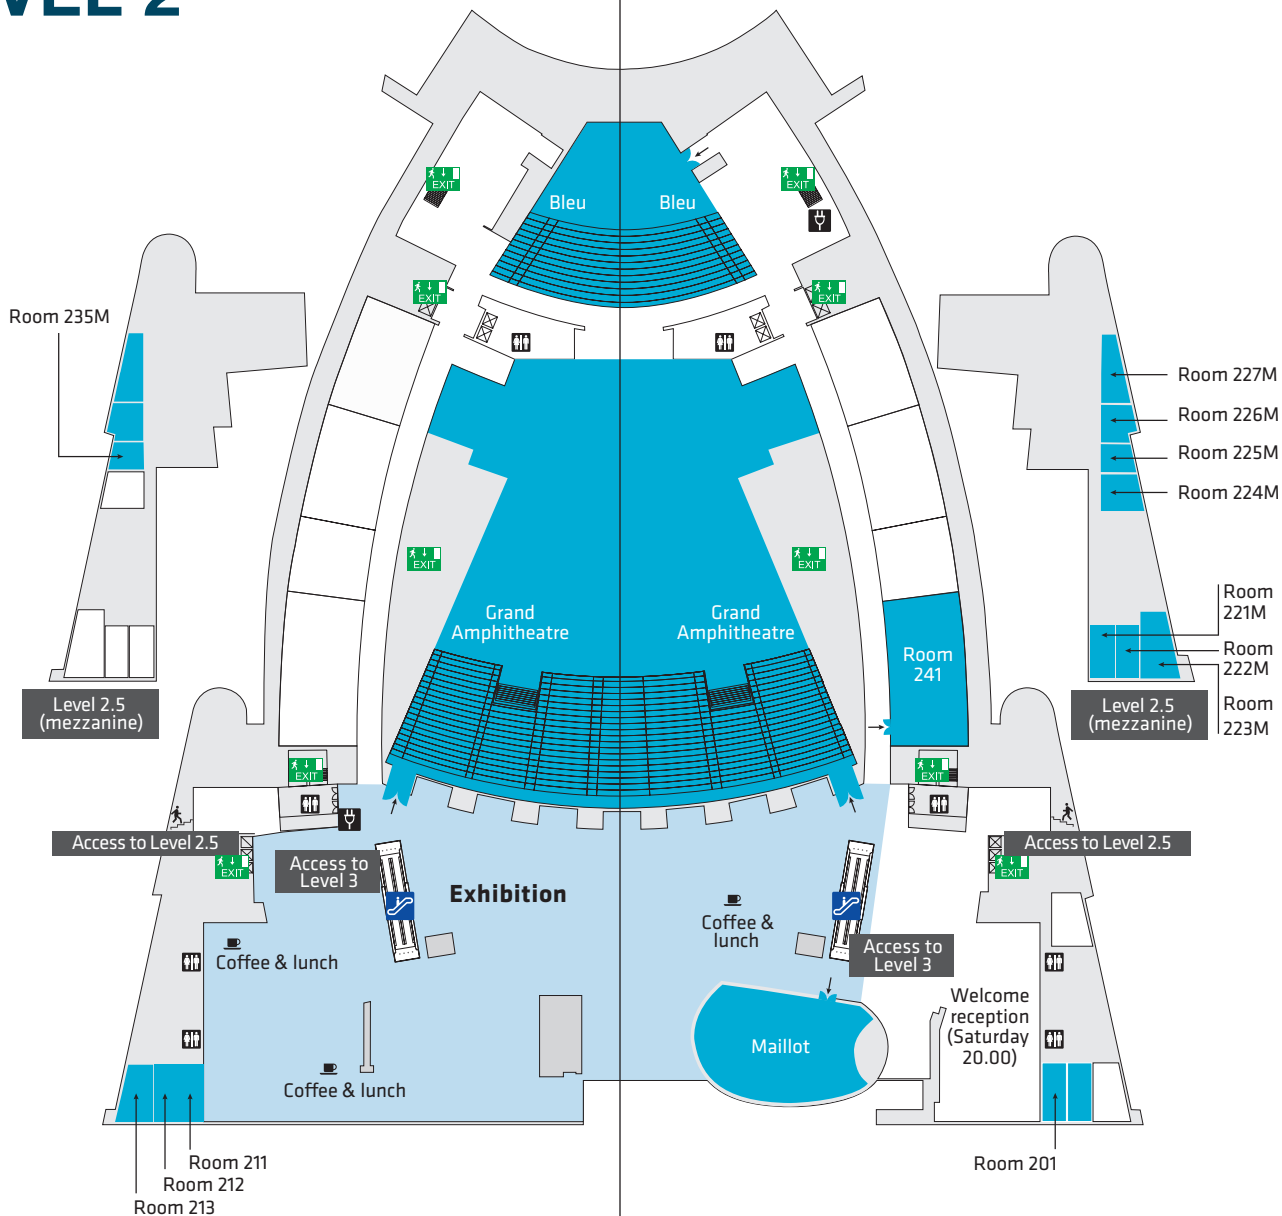 VEL 2
EXIT
EXIT
Bleu
Bleu
EXIT
EXIT
Room 235M
Room 227M
Room 226M
Room 225M
Room 224M
EXIT
EXIT
Grand
Amphitheatre
Grand
Amphitheatre
Room
241
Room
221M
Room
222M
Room
223M
Level 2.5
(mezzanine)
Level 2.5
(mezzanine)
EXIT
EXIT
Access to Level 2.5
Access to Level 2.5
EXIT
EXIT
Access to
Level 3
Exhibition
Coffee &
lunch
Access to
Level 3
Coffee & lunch
Welcome
reception
(Saturday
20.00)
Maillot
Coffee & lunch
Room 211
Room 212
Room 213
Room 201